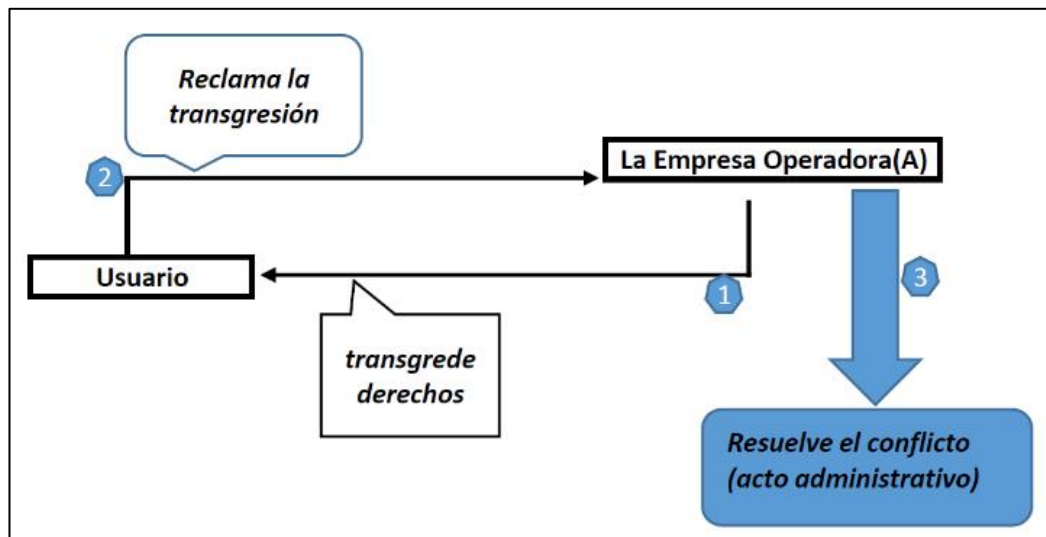 Reclama la
transgresión
La Empresa Operadora(A)
2
Usuario
1
3
transgrede
derechos
Resuelve el conflicto
(acto administrativo)